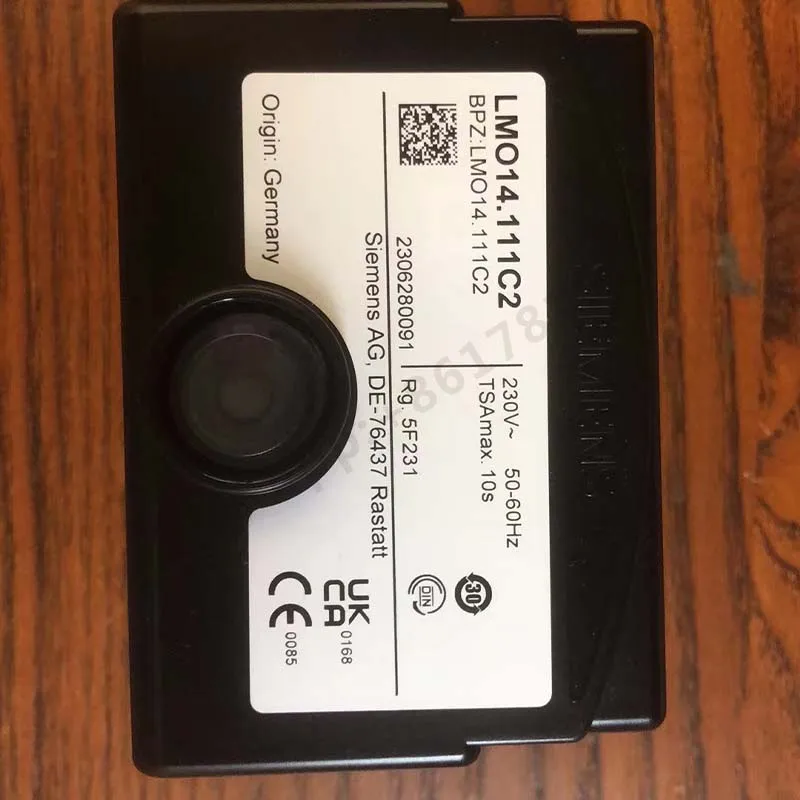 LMO14.111C2
BPZ:LMO14.111C2
230V~ 50-60Hz
TSAmax. 10s
30
DIN
2306280091 Rg. 5F231
Siemens AG, DE-76437 Rastatt
Origin: Germany
UK
CA
0168
CE
0085
SIEMENS